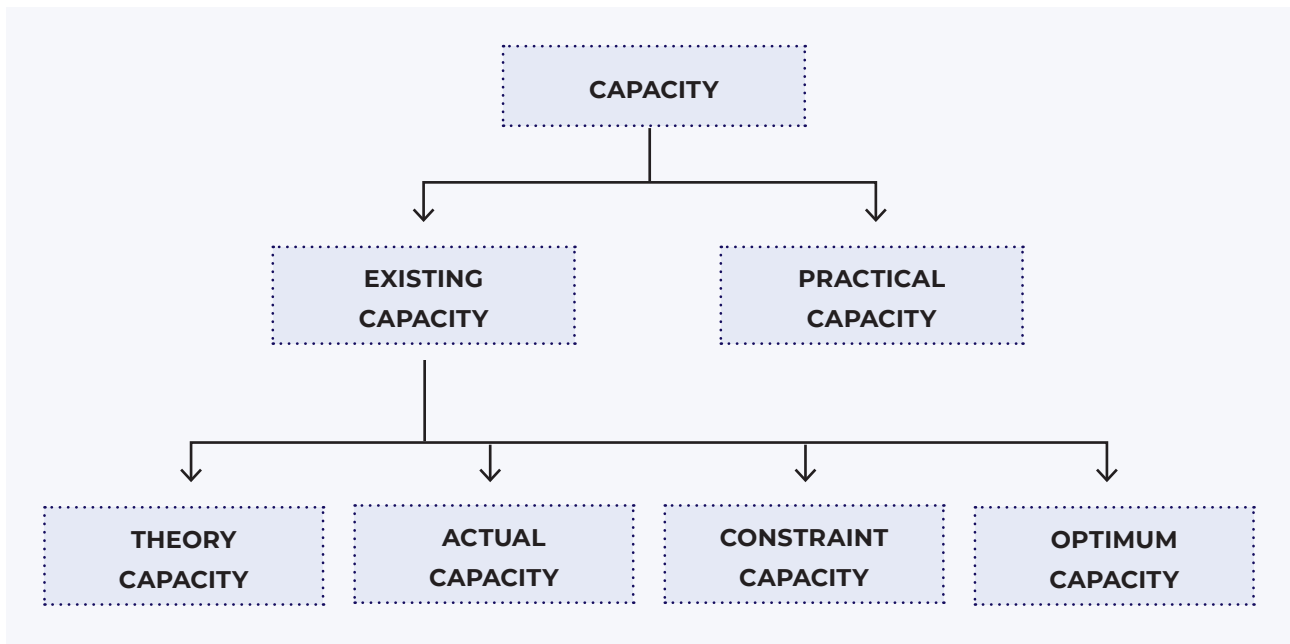 CAPACITY
EXISTING
CAPACITY
PRACTICAL
CAPACITY
THEORY
CAPACITY
ACTUAL
CAPACITY
CONSTRAINT
CAPACITY
OPTIMUM
CAPACITY